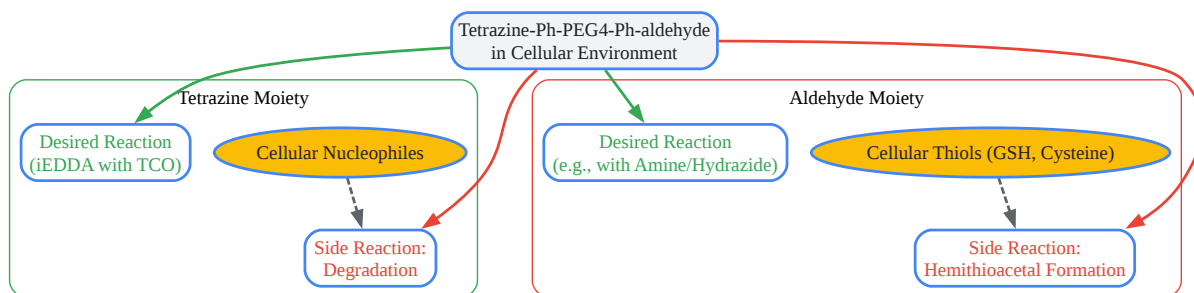 Tetrazine-Ph-PEG4-Ph-aldehyde
in Cellular Environment
Tetrazine Moiety
Desired Reaction
(iEDDA with TCO)
Cellular Nucleophiles
Side Reaction:
Degradation
Aldehyde Moiety
Desired Reaction
(e.g., with Amine/Hydrazide)
Cellular Thiols (GSH, Cysteine)
Side Reaction:
Hemithioacetal Formation